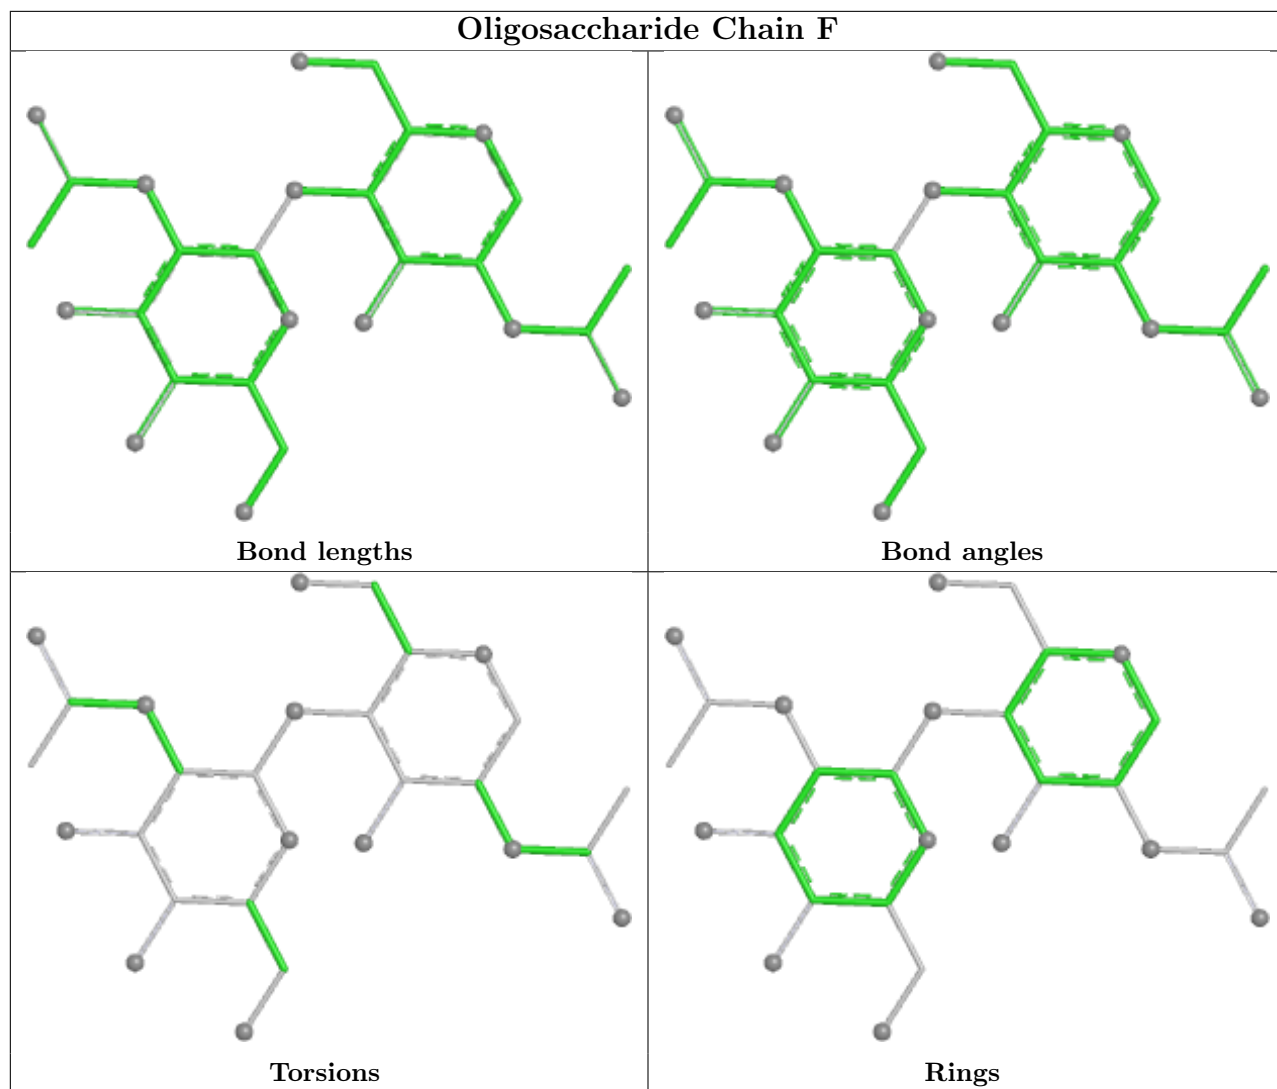 Oligosaccharide Chain F
Bond lengths
Bond angles
Torsions
Rings